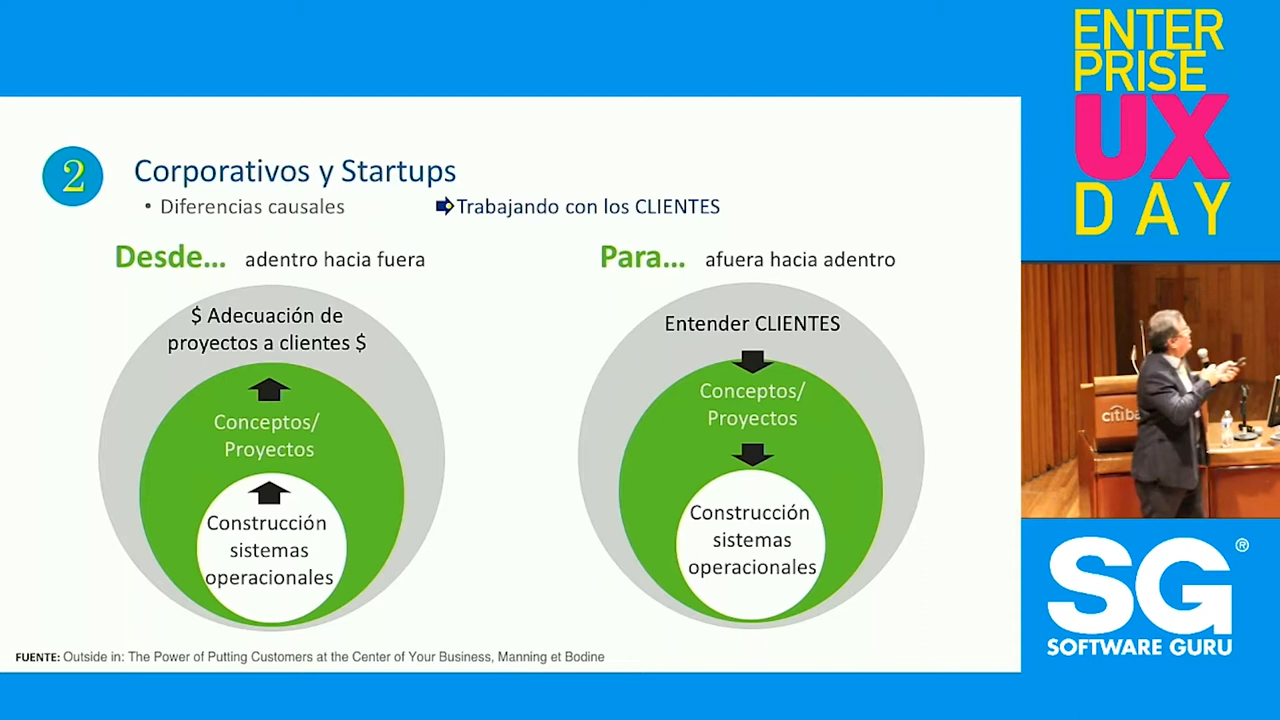 ENTER
PRISE
UX
DAY
2
Corporativos y Startups
• Diferencias causales
Trabajando con los CLIENTES
Desde... adentro hacia fuera
$ Adecuación de
proyectos a clientes $
Conceptos/
Proyectos
Construcción
sistemas
operacionales
Para... afuera hacia adentro
Entender CLIENTES
Conceptos/
Proyectos
Construcción
sistemas
operacionales
FUENTE: Outside in: The Power of Putting Customers at the Center of Your Business, Manning et Bodine
citiba
SG®
SOFTWARE GURU